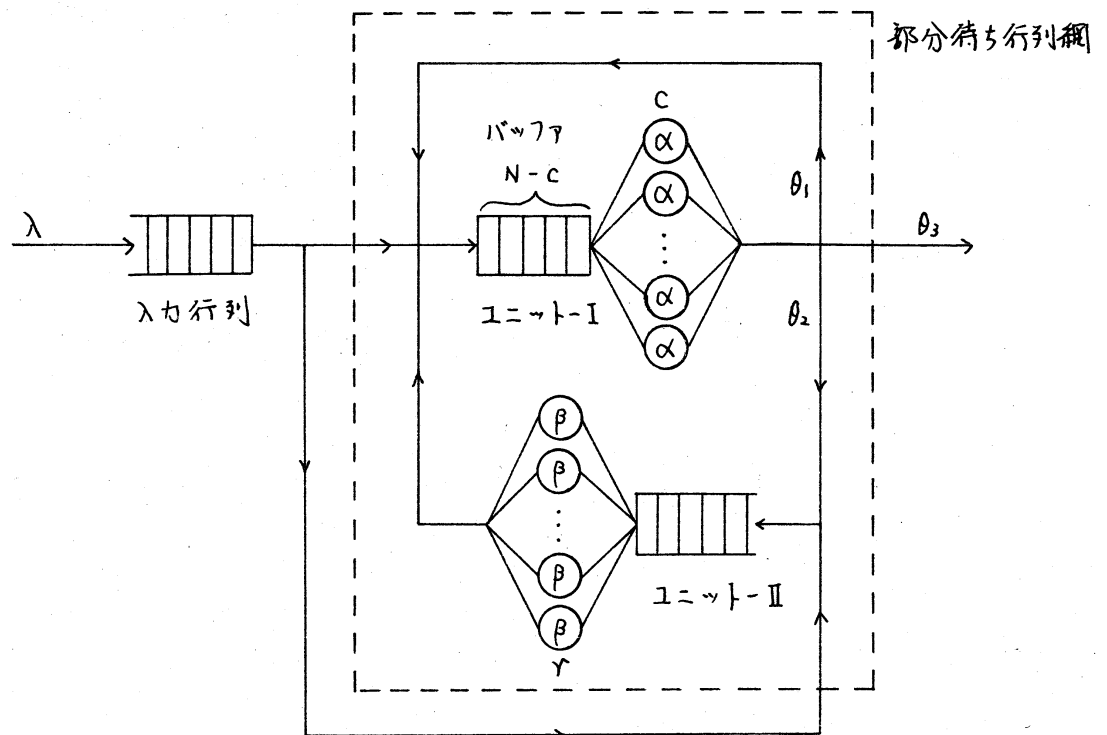 部分待ち行列網
C
バッファ
N-C
α
α
⋮
α
α
ユニット-I
λ
入力行列
θ₁
θ₃
θ₂
β
β
⋮
β
β
γ
ユニット-II